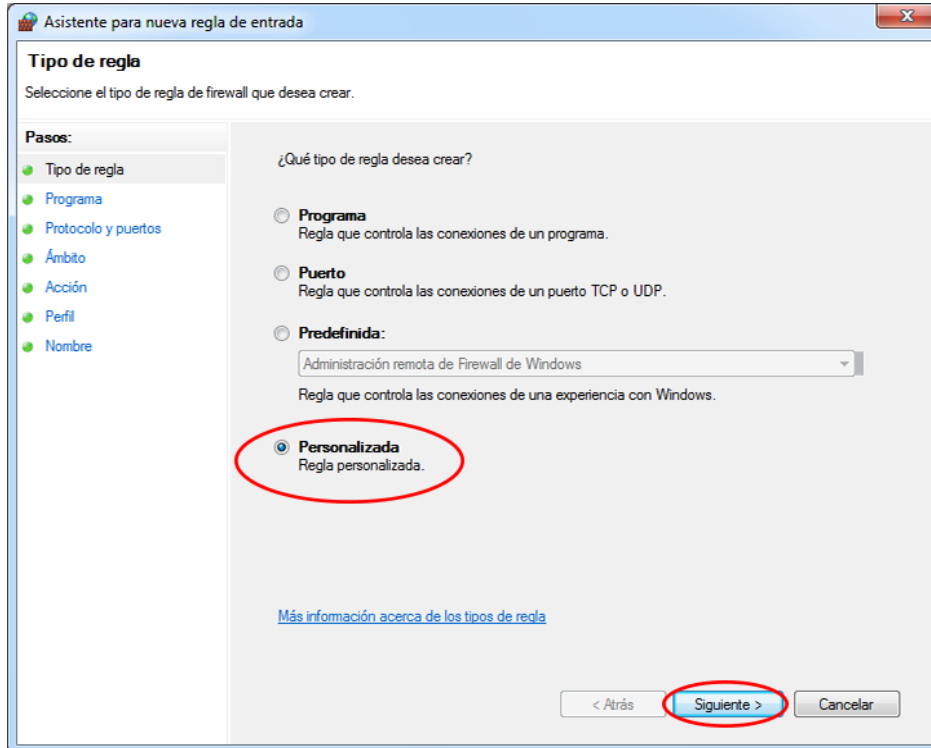 Asistente para nueva regla de entrada
Tipo de regla
Seleccione el tipo de regla de firewall que desea crear.
Pasos:
Tipo de regla
Programa
Protocolo y puertos
Ámbito
Acción
Perfil
Nombre
¿Qué tipo de regla desea crear?
Programa
Regla que controla las conexiones de un programa.
Puerto
Regla que controla las conexiones de un puerto TCP o UDP.
Predefinida:
Administración remota de Firewall de Windows
Regla que controla las conexiones de una experiencia con Windows.
Personalizada
Regla personalizada.
Más información acerca de los tipos de regla
< Atrás
Siguiente >
Cancelar